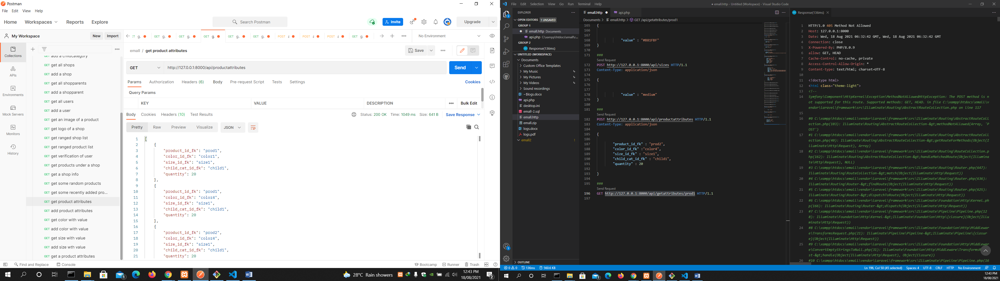 Postman
File Edit View Help
Home Workspaces Reports Explore
Search Postman
Invite
Upgrade
My Workspace New Import
GET g. GET g. GET g. GET g. GET g. POST a POST a POST a GET g.
No Environment
Collections
APIs
Environments
Mock Servers
Monitors
History
GET add a childcategory
GET get all shops
GET add a shop
GET get all shopparents
GET add a shopparent
GET get all users
GET add a user
GET get an image of a product
GET get logo of a shop
GET get ranged shop list
GET get ranged product list
GET get verification of user
GET get products under a shop
GET get a shop info
GET get some random products
GET get some recently added pro...
GET get product attributes
GET add product attributes
GET get color with value
GET add color with value
GET get size with value
GET add size wth value
GET get a product attributes
emall / get product attributes
Save
GET http://127.0.0.1:8000/api/productattributes
Send
Params Authorization Headers (6) Body Pre-request Script Tests Settings
Cookies
Query Params
KEY VALUE DESCRIPTION
Bulk Edit
Body Cookies Headers (10) Test Results
Status: 200 OK Time: 1049 ms Size: 641 B Save Response
Pretty Raw Preview Visualize JSON
1 [
2 {
3 "product_id_fk": "prod1",
4 "color_id_fk": "color1",
5 "size_id_fk": "size1",
6 "child_cat_id_fk": "child1",
7 "quantity": 20
8 },
9 {
10 "product_id_fk": "prod1",
11 "color_id_fk": "color4",
12 "size_id_fk": "size1",
13 "child_cat_id_fk": "child1",
14 "quantity": 20
15 },
16 {
17 "product_id_fk": "prod2",
18 "color_id_fk": "color4",
19 "size_id_fk": "size1",
20 "child_cat_id_fk": "child1",
21 "quantity": 20
Find and Replace Console
Bootcamp Runner Trash
28°C Rain showers
12:43 PM
18/08/2021
File Edit Selection View Go Run Terminal Help
● emall.http - Untitled (Workspace) - Visual Studio Code
EXPLORER
OPEN EDITORS 1 UNSAVED
GROUP 1
emall.http Documents
api.php C:\xampp\htdocs\emall\r...
GROUP 2
Response(136ms)
UNTITLED (WORKSPACE)
Documents
Custom Office Templates
My Music
My Pictures
My Videos
Sound recordings
~$logs.docx
api.php
desktop.ini
emall-2.sql
emall.http
emall.zip
logs.docx
logs.pdf
emall2 !
OUTLINE
emall.http api.php
Documents > emall.http > GET /api/getattributes/prod1
165 {
166
167
168 "value" : "#B81FBF"
169 }
170
171 ###
Send Request
172 POST http://127.0.0.1:8000/api/sizes HTTP/1.1
173 Content-Type: application/json
174
175 {
176
177
178 "value" : "medium"
179 }
180
181 ###
Send Request
182 POST http://127.0.0.1:8000/api/productattributes HTTP/1.1
183 Content-Type: application/json
184
185 {
186
187 "product_id_fk" : "prod2",
188 "color_id_fk" :"color4",
189 "size_id_fk" : "size1",
190 "child_cat_id_fk" : "child1",
191 "quantity" : 20
192
193 }
194
195 ###
Send Request
196 GET http://127.0.0.1:8000/api/getattributes/prod1 HTTP/1.1
197
Response(136ms)
1 HTTP/1.0 405 Method Not Allowed
2 Host: 127.0.0.1:8000
3 Date: Wed, 18 Aug 2021 06:32:42 GMT, Wed, 18 Aug 2021 06:32:42 GMT
4 Connection: close
5 X-Powered-By: PHP/8.0.9
6 allow: GET, HEAD
7 Cache-Control: no-cache, private
8 Access-Control-Allow-Origin: *
9 Content-type: text/html; charset=UTF-8
10
11 <!doctype html>
12 <html class="theme-light">
13 <!--
14 Symfony\Component\HttpKernel\Exception\MethodNotAllowedHttpException: The POST method is n
ot supported for this route. Supported methods: GET, HEAD. in file C:\xampp\htdocs\emall\v
endor\laravel\framework\src\Illuminate\Routing\AbstractRouteCollection.php on line 117
15
16 #0 C:\xampp\htdocs\emall\vendor\laravel\framework\src\Illuminate\Routing\AbstractRouteColl
ection.php(103): Illuminate\Routing\AbstractRouteCollection-&gt;methodNotAllowed(Array, 'P
OST')
17 #1 C:\xampp\htdocs\emall\vendor\laravel\framework\src\Illuminate\Routing\AbstractRouteColl
ection.php(40): Illuminate\Routing\AbstractRouteCollection-&gt;getRouteForMethods(Object(I
lluminate\Http\Request), Array)
18 #2 C:\xampp\htdocs\emall\vendor\laravel\framework\src\Illuminate\Routing\RouteCollection.p
hp(162): Illuminate\Routing\AbstractRouteCollection-&gt;handleMatchedRoute(Object(Illumina
te\Http\Request), NULL)
19 #3 C:\xampp\htdocs\emall\vendor\laravel\framework\src\Illuminate\Routing\Router.php(647):
Illuminate\Routing\RouteCollection-&gt;match(Object(Illuminate\Http\Request))
20 #4 C:\xampp\htdocs\emall\vendor\laravel\framework\src\Illuminate\Routing\Router.php(636):
Illuminate\Routing\Router-&gt;findRoute(Object(Illuminate\Http\Request))
21 #5 C:\xampp\htdocs\emall\vendor\laravel\framework\src\Illuminate\Routing\Router.php(625):
Illuminate\Routing\Router-&gt;dispatchToRoute(Object(Illuminate\Http\Request))
22 #6 C:\xampp\htdocs\emall\vendor\laravel\framework\src\Illuminate\Foundation\Http\Kernel.ph
p(166): Illuminate\Routing\Router-&gt;dispatch(Object(Illuminate\Http\Request))
23 #7 C:\xampp\htdocs\emall\vendor\laravel\framework\src\Illuminate\Pipeline\Pipeline.php(12
8): Illuminate\Foundation\Http\Kernel-&gt;Illuminate\Foundation\Http\{closure}(Object(Illu
minate\Http\Request))
24 #8 C:\xampp\htdocs\emall\vendor\laravel\framework\src\Illuminate\Foundation\Http\Middlewar
e\TransformsRequest.php(21): Illuminate\Pipeline\Pipeline-&gt;Illuminate\Pipeline\{closur
e}(Object(Illuminate\Http\Request))
25 #9 C:\xampp\htdocs\emall\vendor\laravel\framework\src\Illuminate\Foundation\Http\Middlewar
e\ConvertEmptyStringsToNull.php(31): Illuminate\Foundation\Http\Middleware\TransformsR
st-&gt;handle(Object(Illuminate\Http\Request), Object(Closure))
26 #10 C:\xampp\htdocs\emall\vendor\laravel\framework\src\Illuminate\Pipeline\Pipeline.php(16
0 0 136ms 560.6 KB
Ln 196, Col 50 (45 selected) Spaces: 4 UTF-8 CRLF HTTP No Environment
12:43 PM
18/08/2021